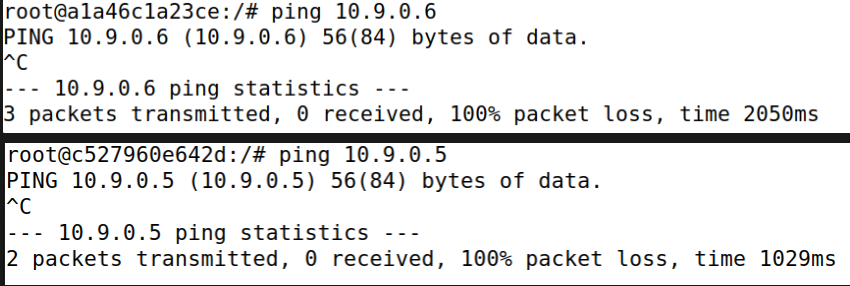 root@a1a46c1a23ce:/# ping 10.9.0.6
PING 10.9.0.6 (10.9.0.6) 56(84) bytes of data.
^C
--- 10.9.0.6 ping statistics ---
3 packets transmitted, 0 received, 100% packet loss, time 2050ms
root@c527960e642d:/# ping 10.9.0.5
PING 10.9.0.5 (10.9.0.5) 56(84) bytes of data.
^C
--- 10.9.0.5 ping statistics ---
2 packets transmitted, 0 received, 100% packet loss, time 1029ms